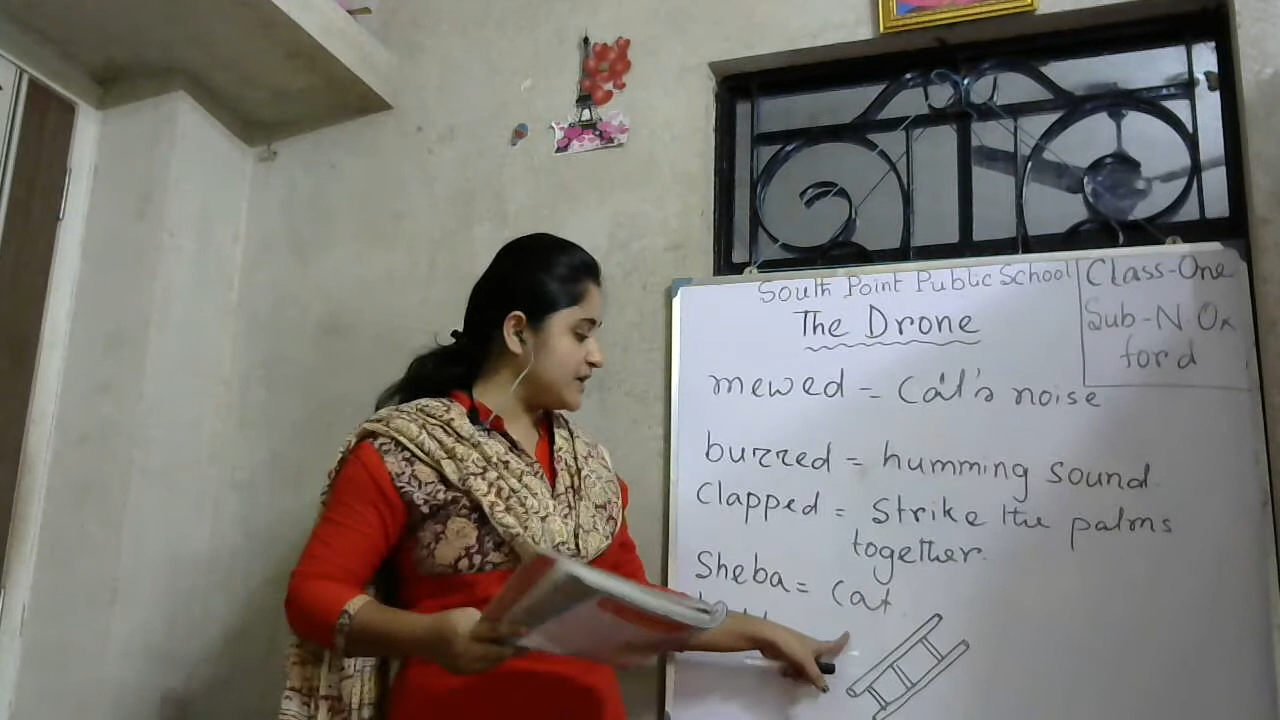 South Point Public School
Class-One
Sub-N. Ox
ford
The Drone
mewed = Cat's noise
burred = humming sound.
Clapped = Strike the palms
together.
Sheba = Cat